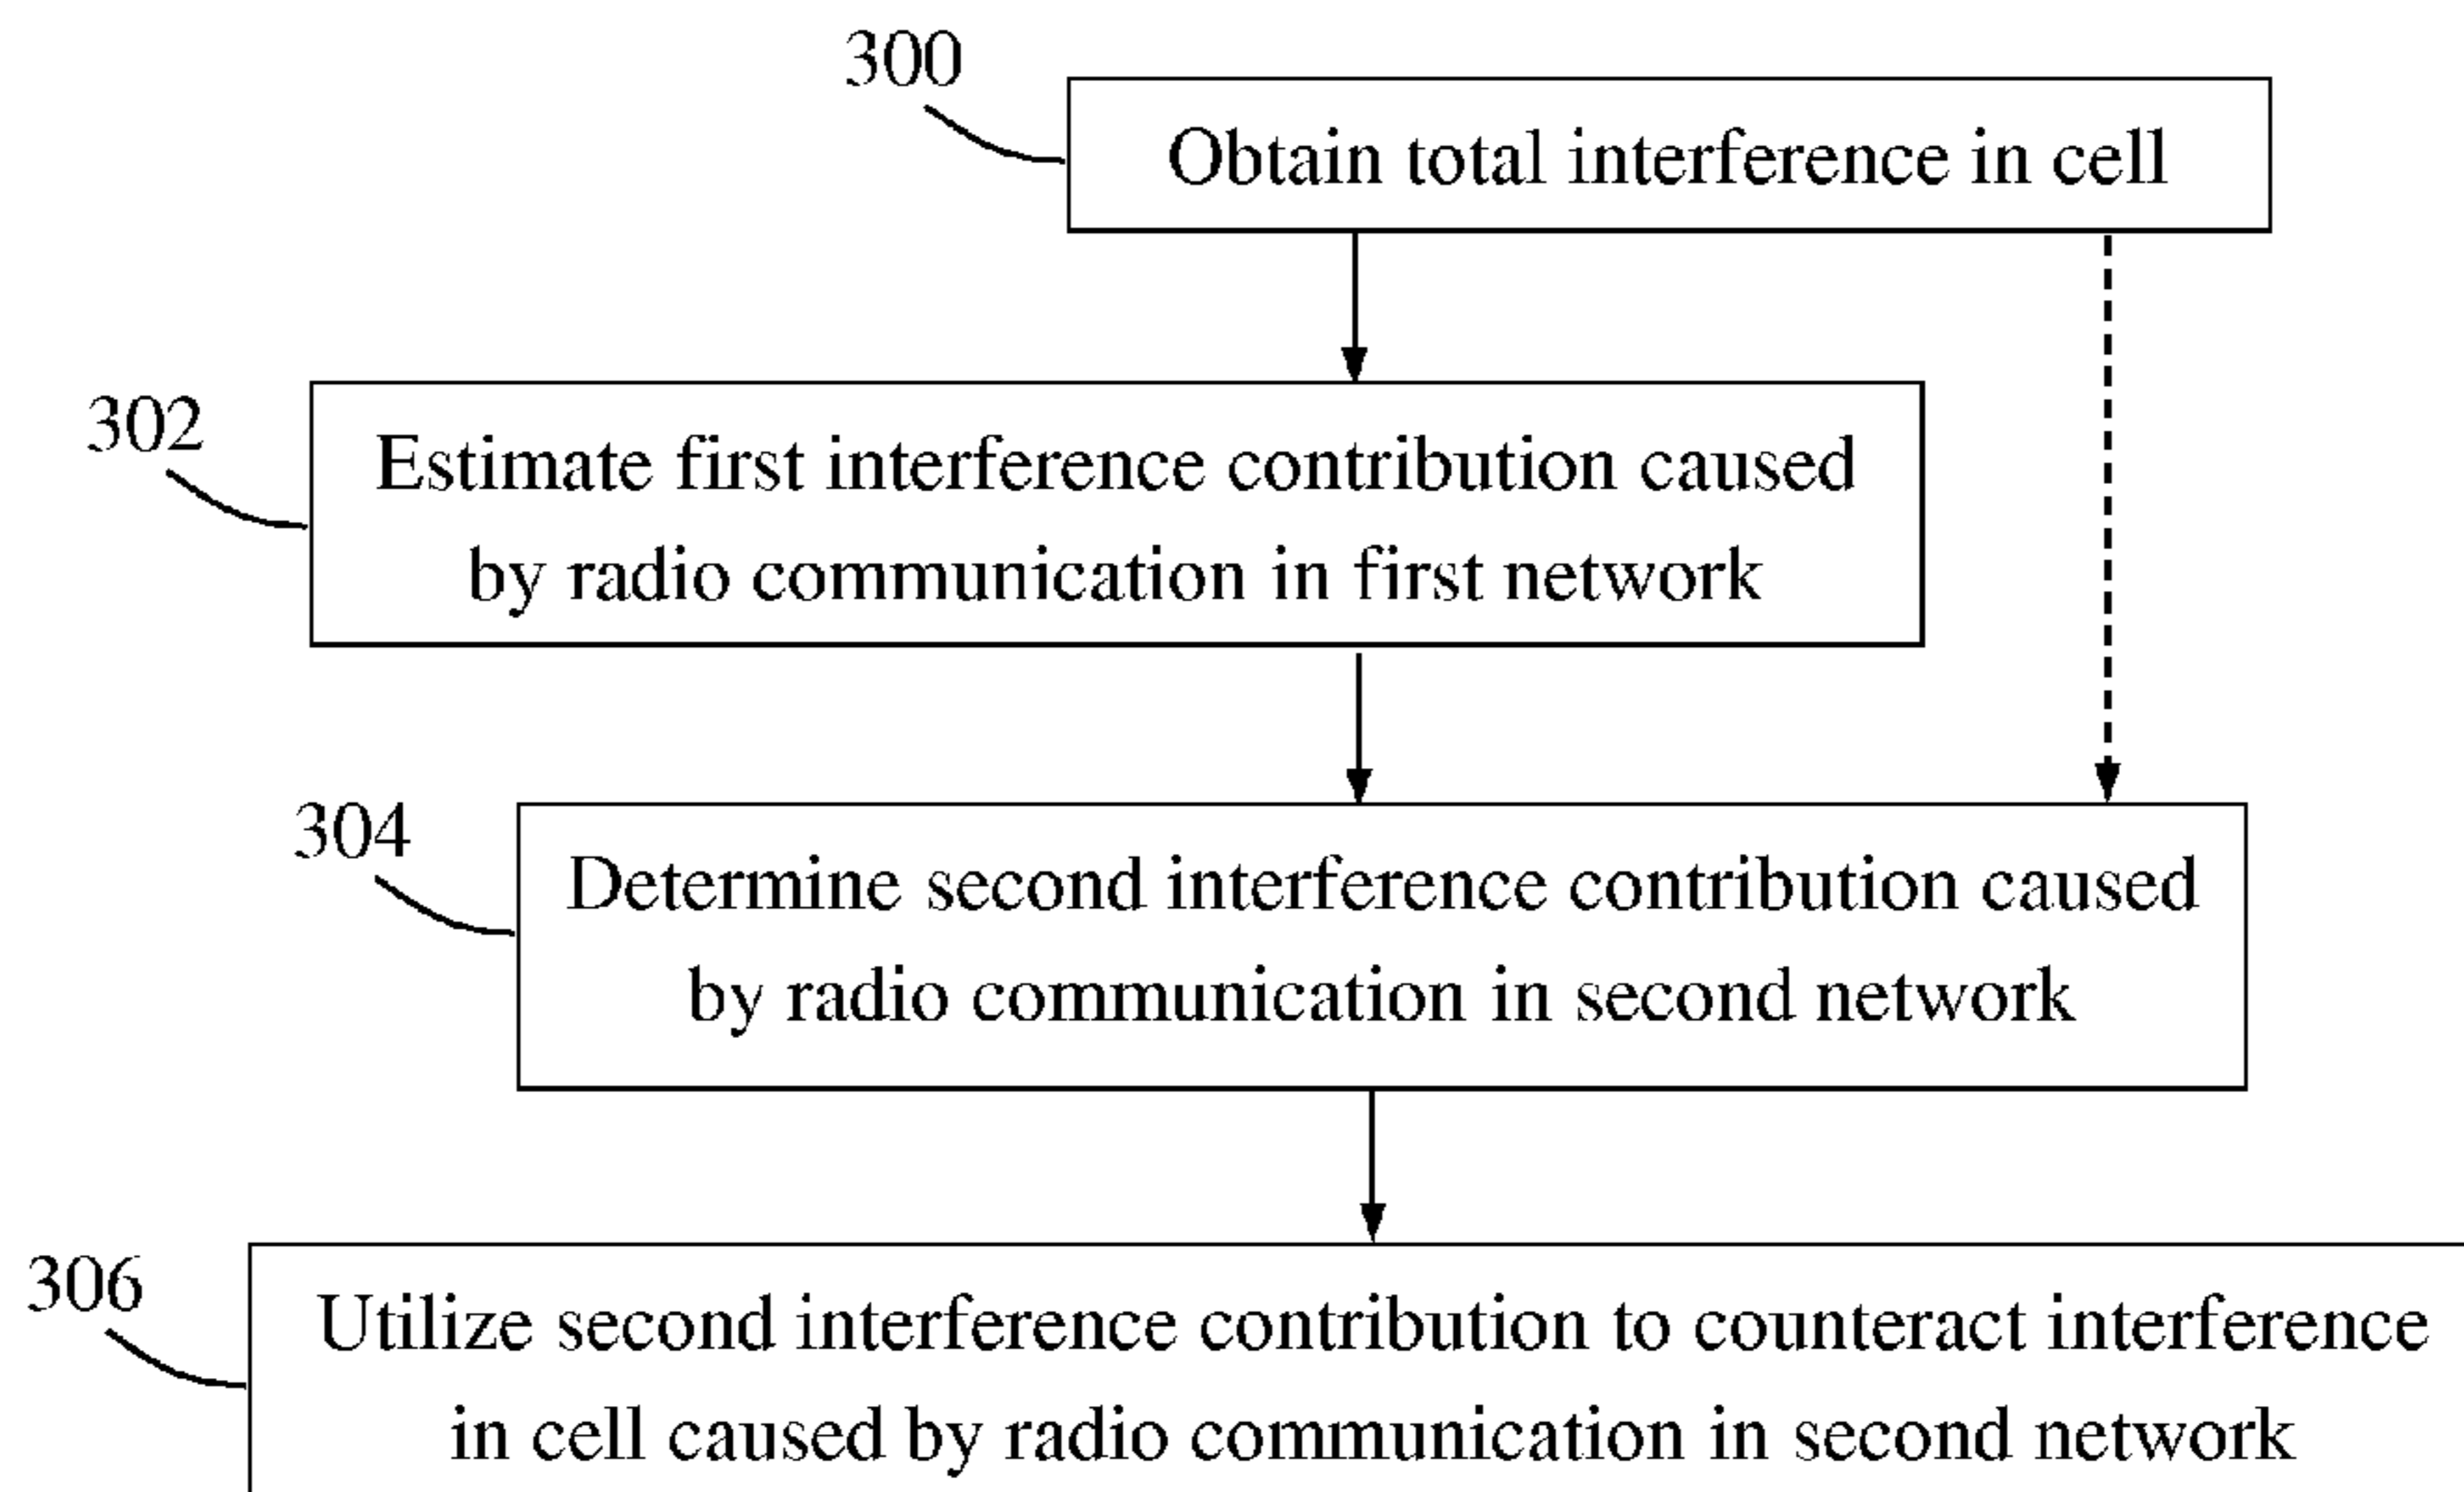 300
Obtain total interference in cell
302
Estimate first interference contribution caused
by radio communication in first network
304
Determine second interference contribution caused
by radio communication in second network
306
Utilize second interference contribution to counteract interference
in cell caused by radio communication in second network